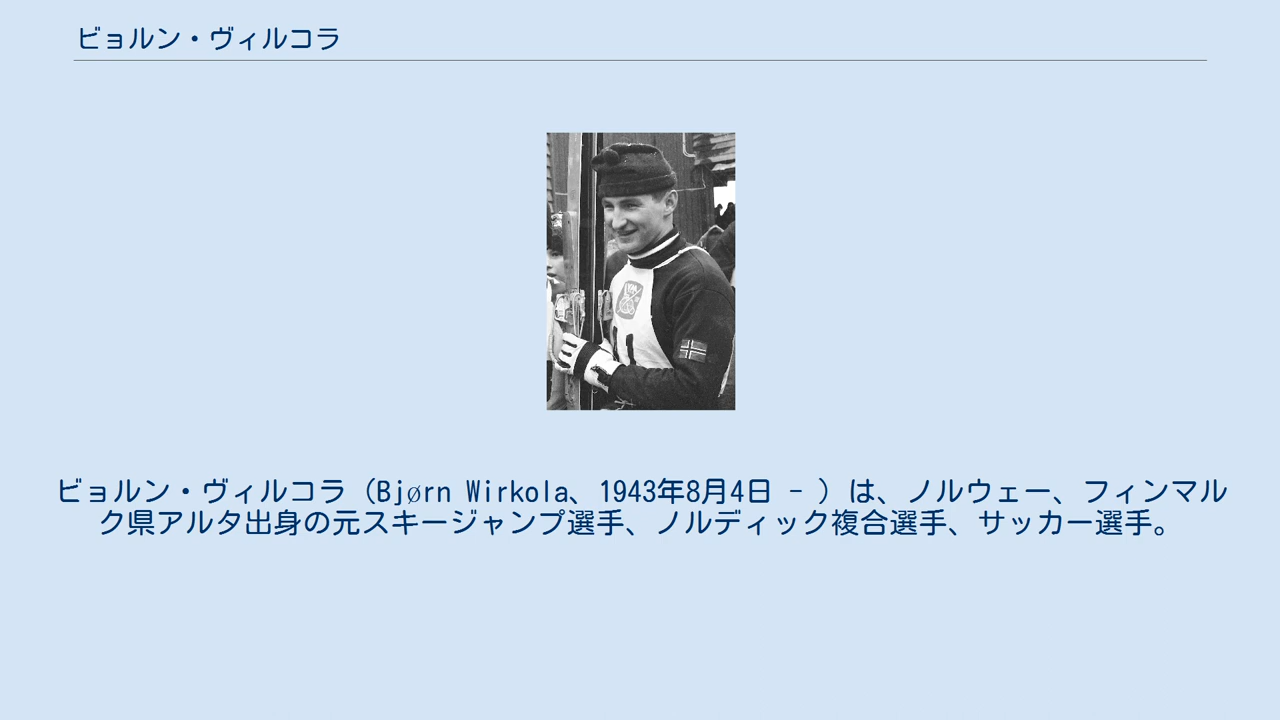 ビョルン・ヴィルコラ
ビョルン・ヴィルコラ（Bjørn Wirkola、1943年8月4日 - ）は、ノルウェー、フィンマル
ク県アルタ出身の元スキージャンプ選手、ノルディック複合選手、サッカー選手。